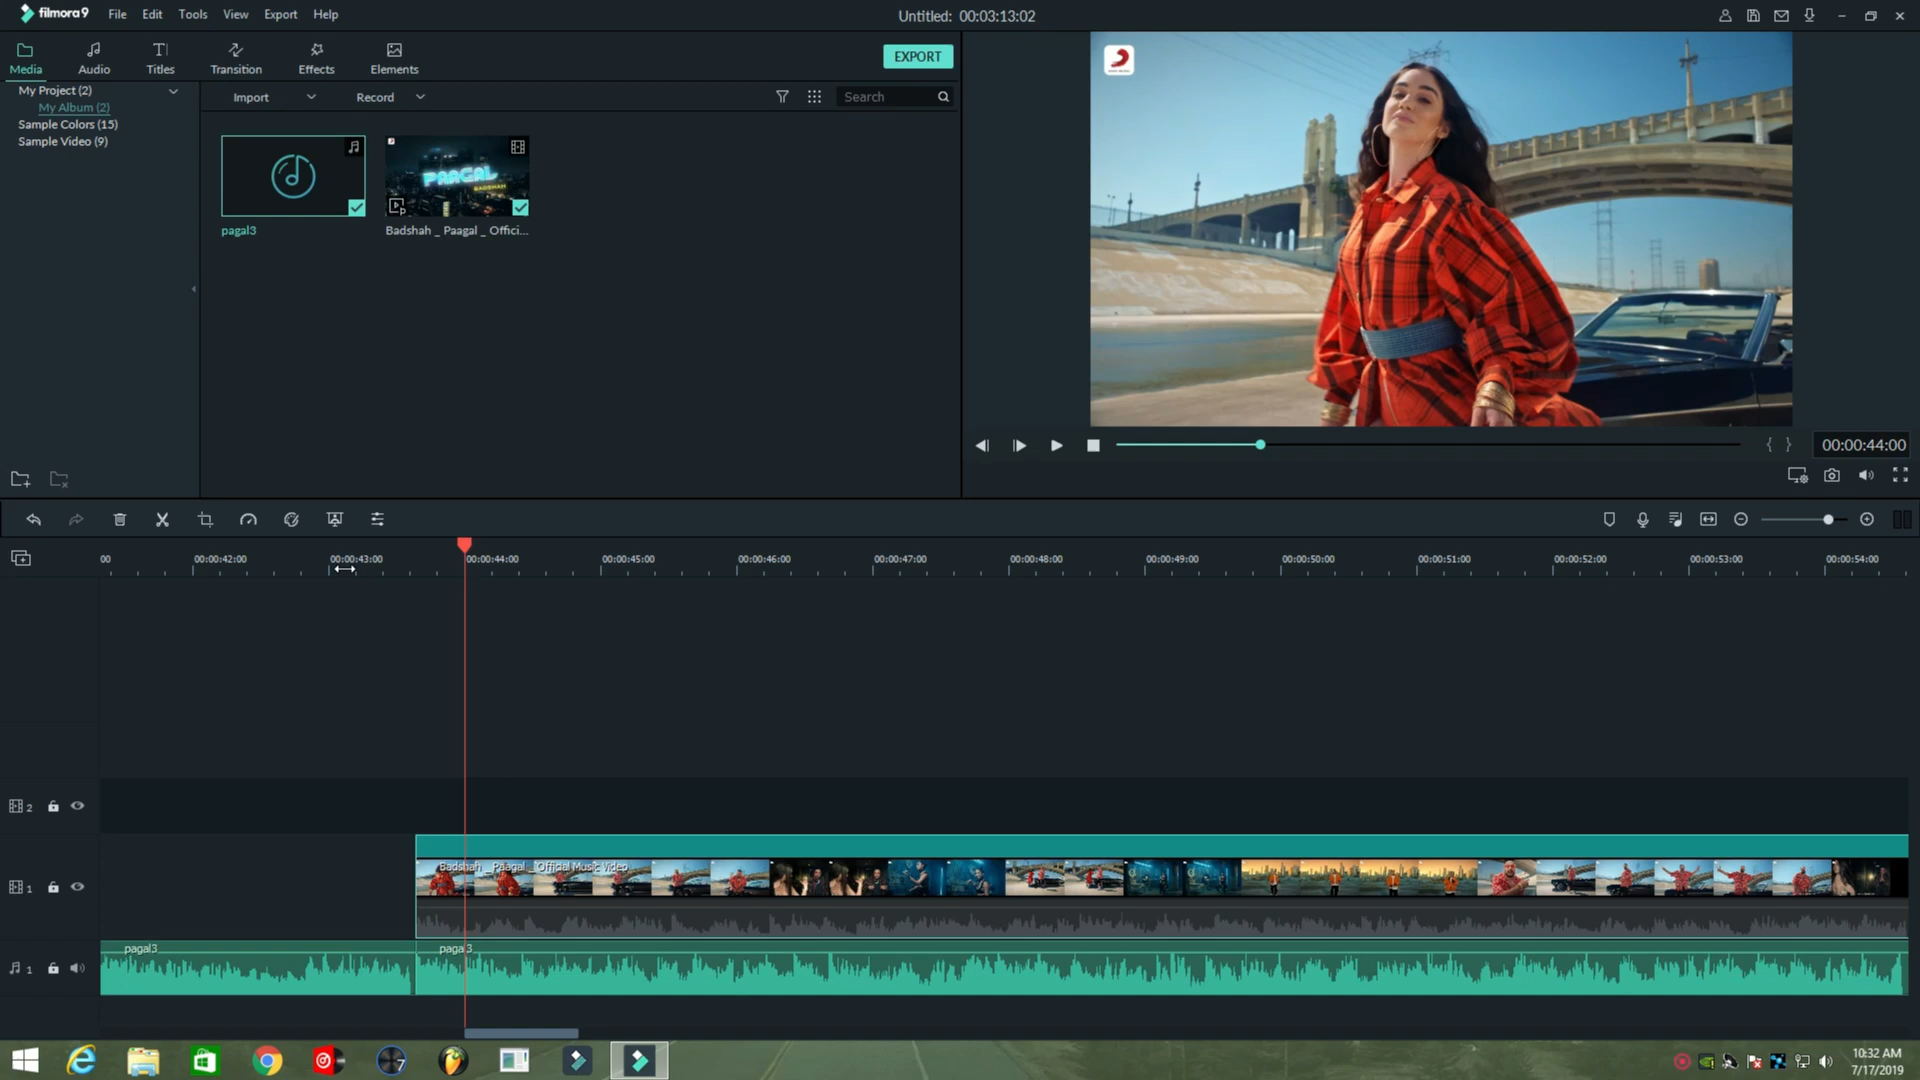 filmora9 File Edit Tools View Export Help Untitled: 00:03:13:02
Media Audio Titles Transition Effects Elements EXPORT
My Project (2)
My Album (2)
Sample Colors (15)
Sample Video (9)
Import Record Search
PAAGAL
BADSHAH
pagal3 Badshah _ Paagal _ Offici...
00:00:44:00
00 00:00:42:00 00:00:43:00 00:00:44:00 00:00:45:00 00:00:46:00 00:00:47:00 00:00:48:00 00:00:49:00 00:00:50:00 00:00:51:00 00:00:52:00 00:00:53:00 00:00:54:00
2
Badshah _ Paagal _ Official Music Video
1
pagal3 pagal3
1
7
10:32 AM
7/17/2019